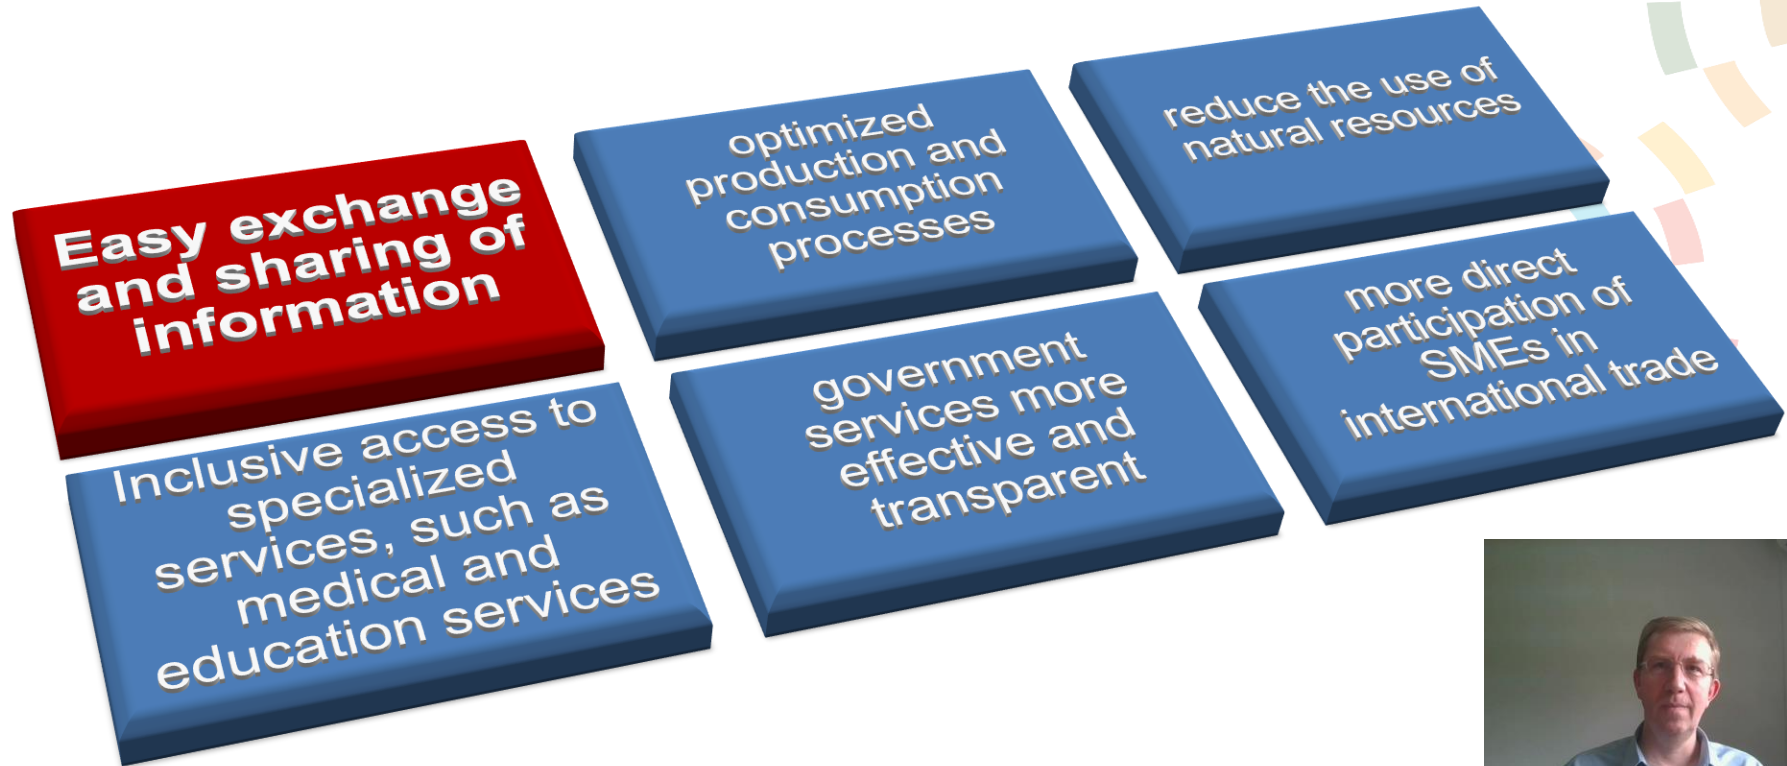 Easy exchange
and sharing of
information
optimized
production and
consumption
processes
reduce the use of
natural resources
Inclusive access to
specialized
services, such as
medical and
education services
government
services more
effective and
transparent
more direct
participation of
SMEs in
international trade